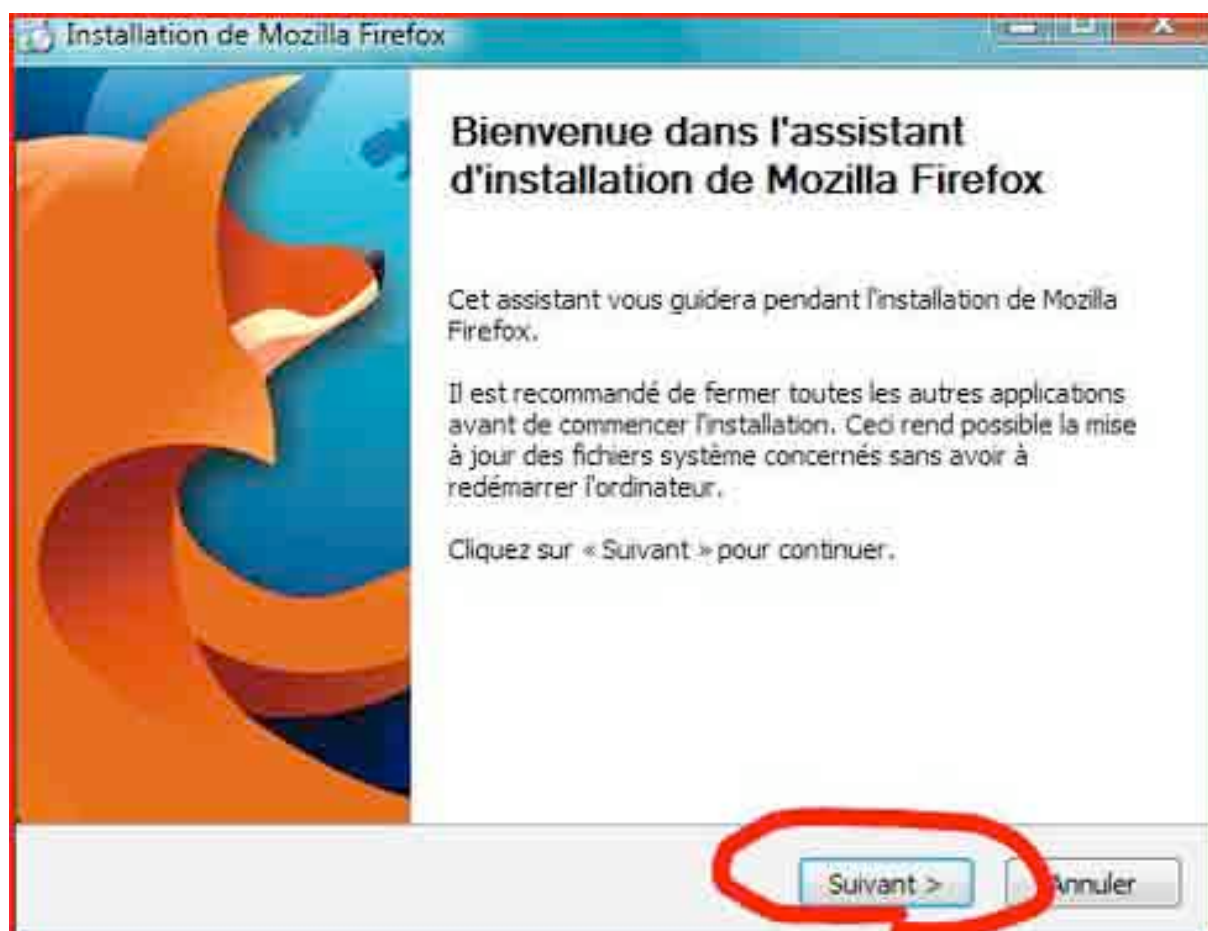 Installation de Mozilla Firefox
Bienvenue dans l'assistant
d'installation de Mozilla Firefox
Cet assistant vous guidera pendant l'installation de Mozilla
Firefox.
Il est recommandé de fermer toutes les autres applications
avant de commencer l'installation. Ceci rend possible la mise
à jour des fichiers système concernés sans avoir à
redémarrer l'ordinateur.
Cliquez sur « Suivant » pour continuer.
Suivant >
Annuler